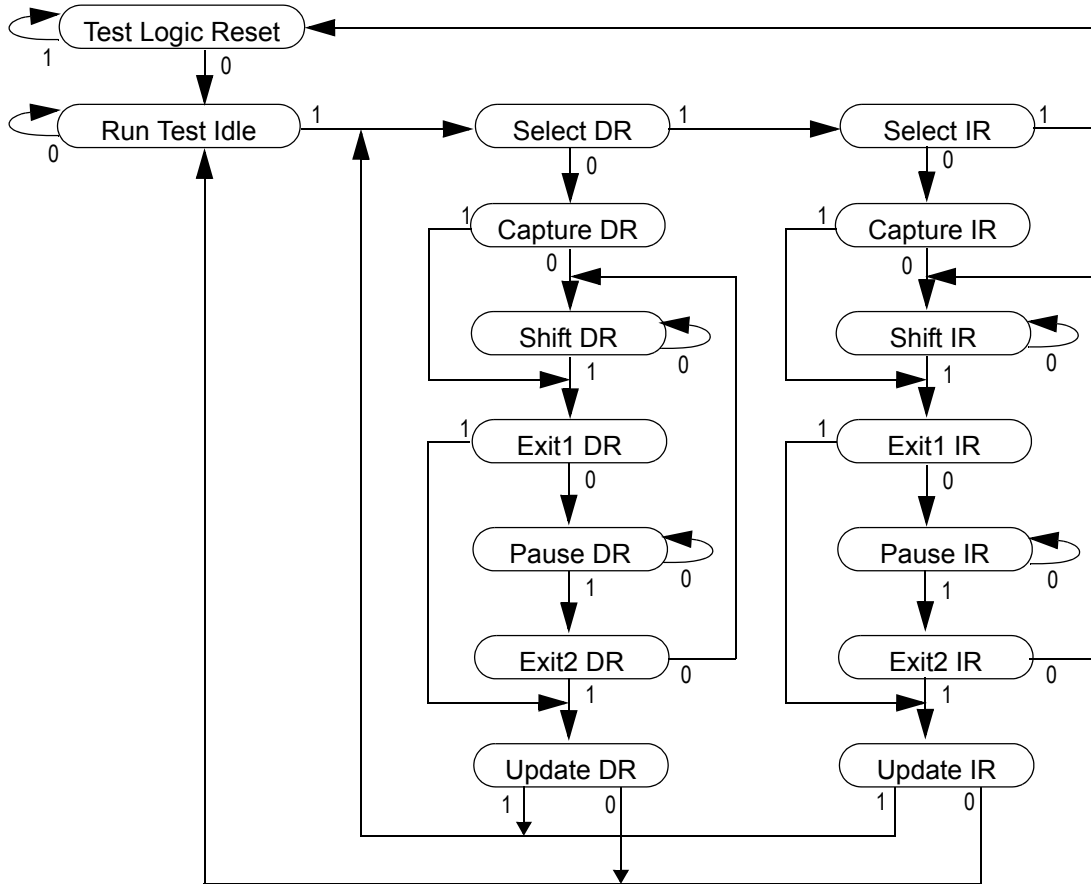 Test Logic Reset
1
0
Run Test Idle
1
0
Select DR
1
0
Select IR
1
0
1
Capture DR
0
1
Capture IR
0
Shift DR
0
1
Shift IR
0
1
1
Exit1 DR
0
1
Exit1 IR
0
Pause DR
0
1
Pause IR
0
1
Exit2 DR
0
1
Exit2 IR
0
1
Update DR
1
0
Update IR
1
0